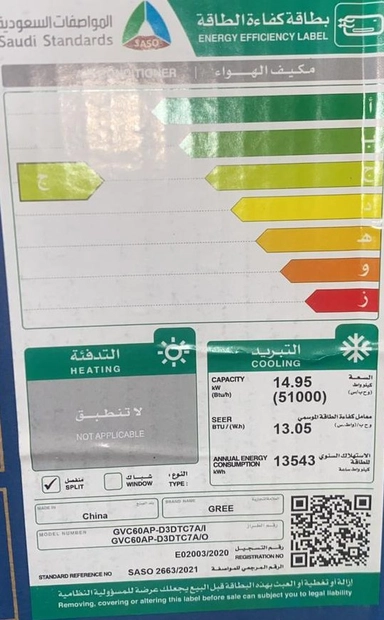 المواصفات السعودية
Saudi Standards
SASO
بطاقة كفاءة الطاقة
ENERGY EFFICIENCY LABEL
مكيف الهواء
CONDITIONER
أ
ب
ج
ج
د
هـ
و
ز
التدفئة
HEATING
لا تنطبق
NOT APPLICABLE
التبريد
COOLING
CAPACITY
kW
(Btu/h)
14.95
(51000)
السعة
كيلو واط
SEER
BTU / (W.h)
13.05
معامل كفاءة الطاقة الموسمي
ANNUAL ENERGY
CONSUMPTION
kWh
13543
الاستهلاك السنوي
للطاقة
كيلو واط ساعة
منفصل
SPLIT
شباك
WINDOW
النوع :
TYPE :
MADE IN
China
BRAND NAME
GREE
MODEL NUMBER
GVC60AP-D3DTC7A/I
GVC60AP-D3DTC7A/O
رقم الطراز
E02003/2020
رقم التسجيل
REGISTRATION NO
STANDARD REFERENCE NO
SASO 2663/2021
الرقم المرجعي للمواصفة
إزالة أو تغطية أو العبث بهذه البطاقة قبل البيع يجعلك عرضة للمسؤولية النظامية
Removing, covering or altering this label before sale can subject you to legal liability